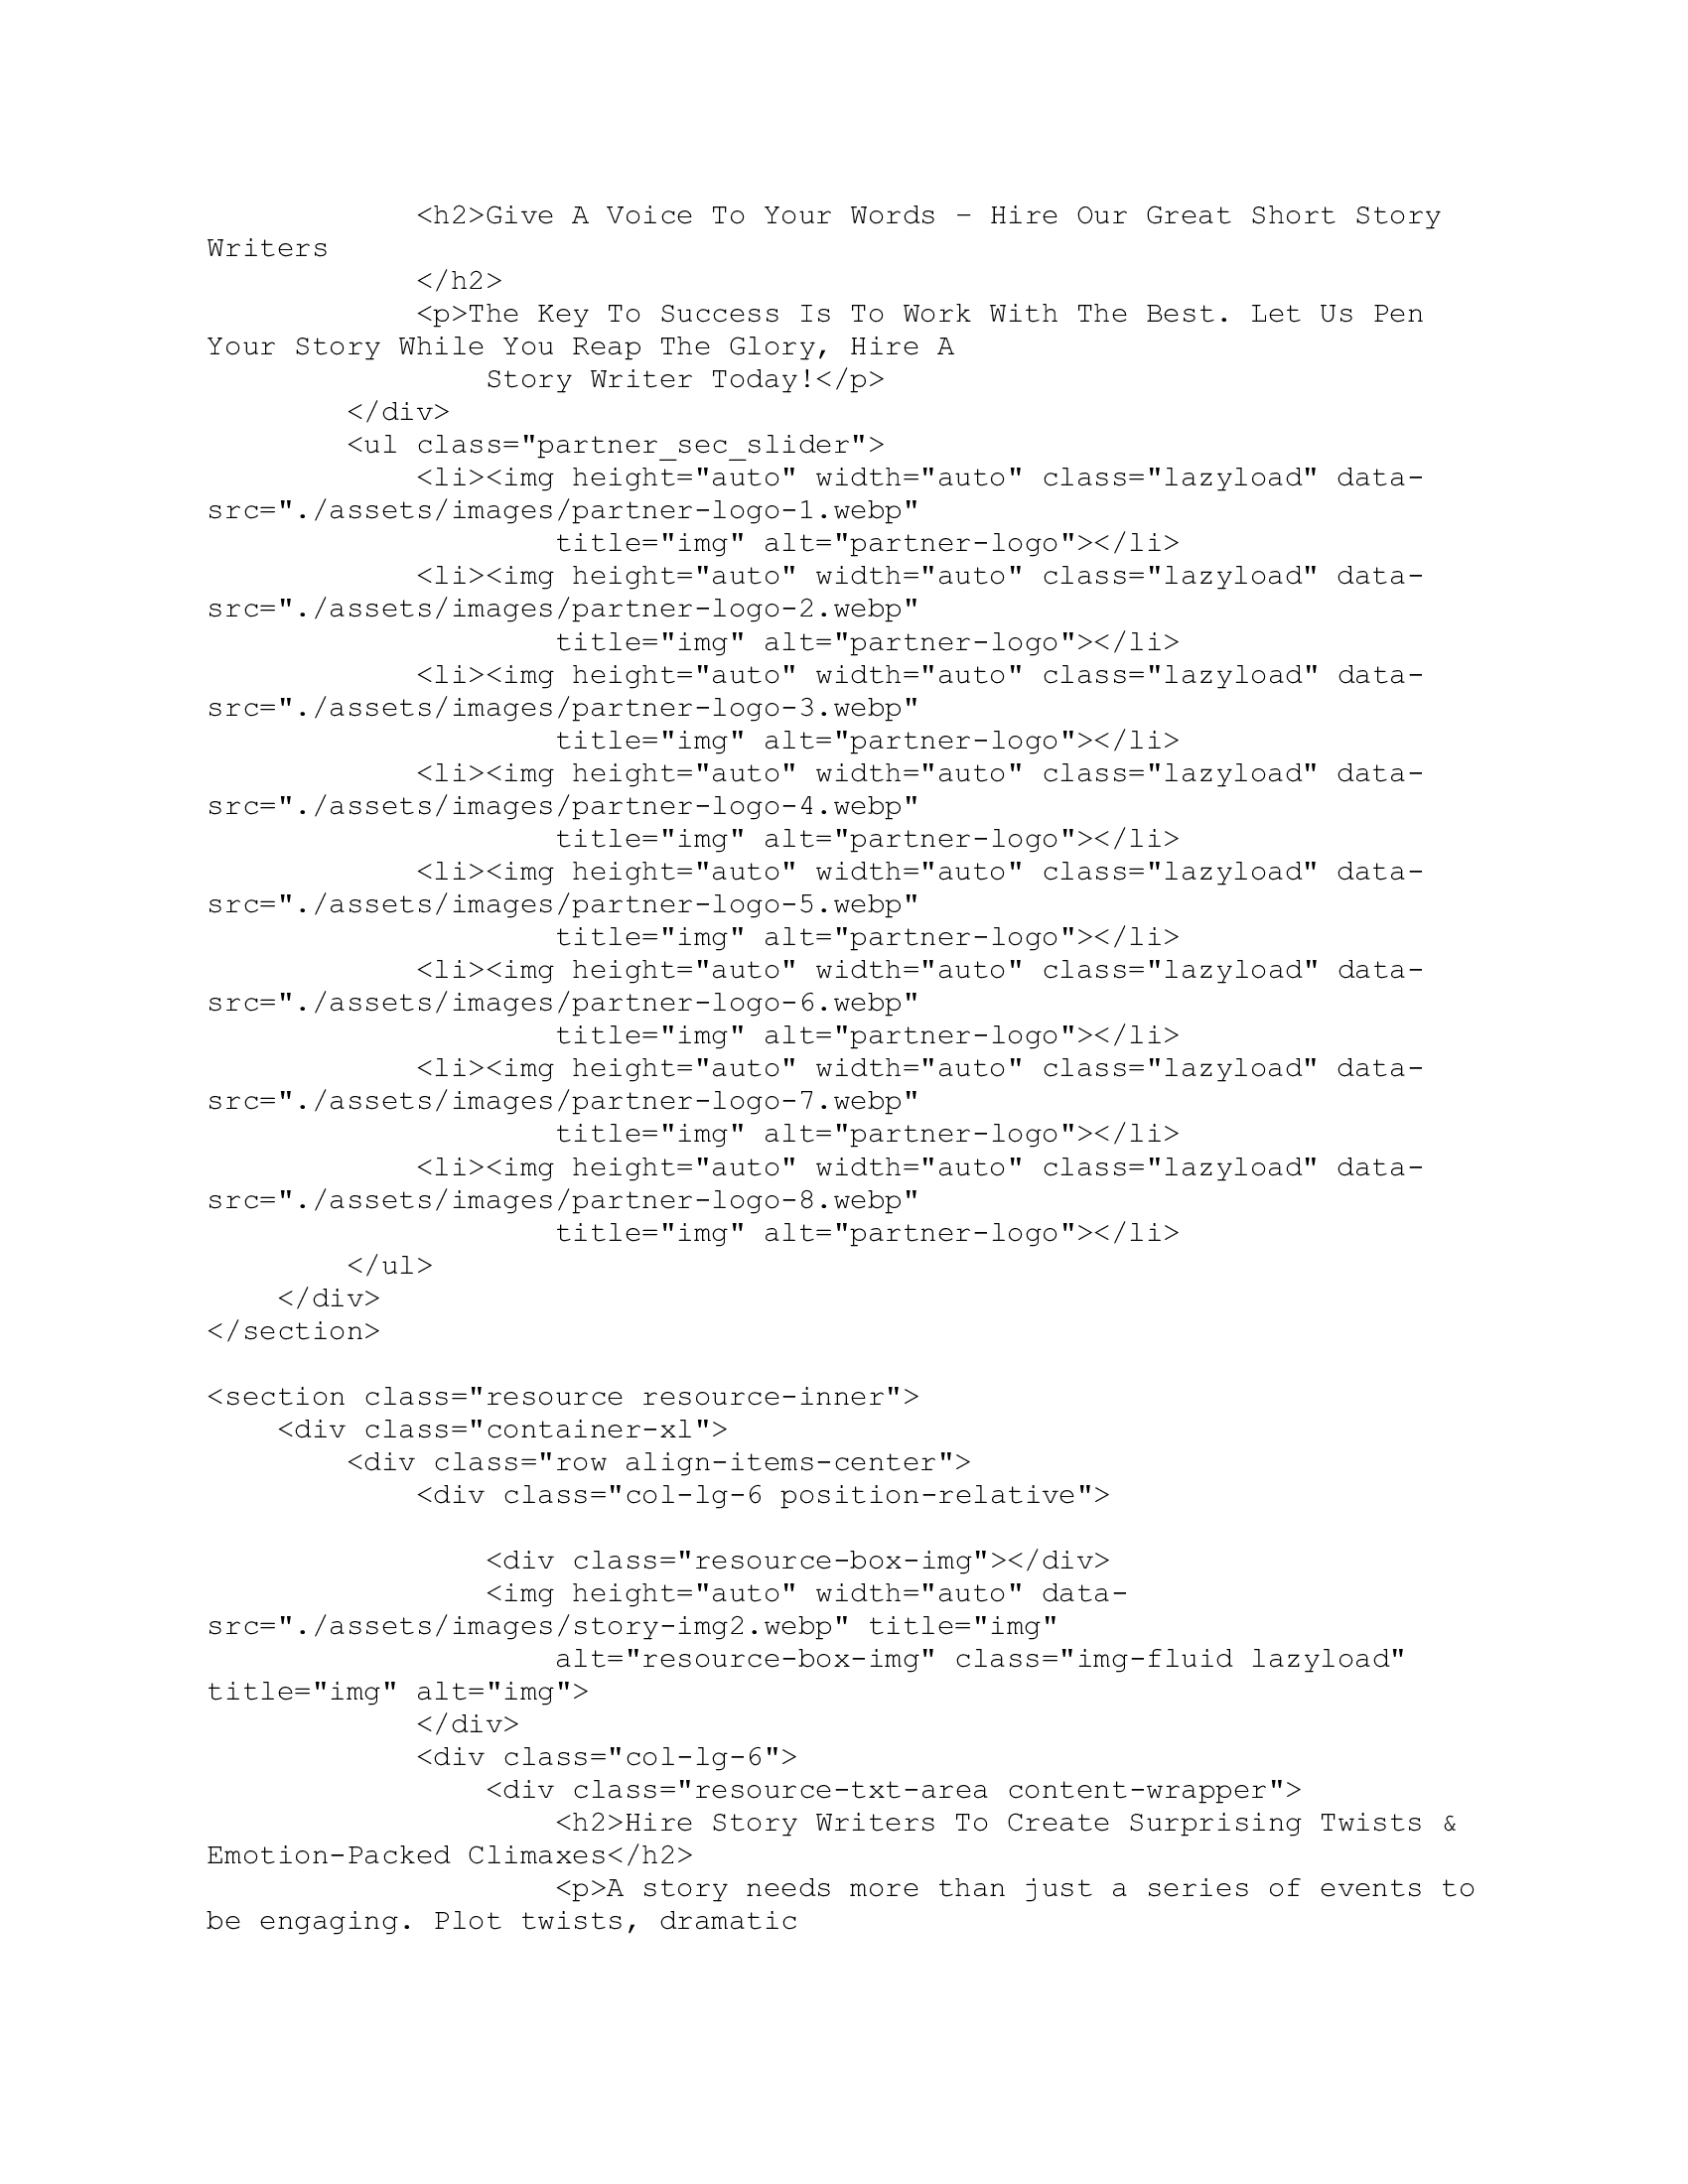 <h2>Give A Voice To Your Words – Hire Our Great Short Story
Writers
            </h2>
            <p>The Key To Success Is To Work With The Best. Let Us Pen
Your Story While You Reap The Glory, Hire A
                Story Writer Today!</p>
        </div>
        <ul class="partner_sec_slider">
            <li><img height="auto" width="auto" class="lazyload" data-
src="./assets/images/partner-logo-1.webp"
                    title="img" alt="partner-logo"></li>
            <li><img height="auto" width="auto" class="lazyload" data-
src="./assets/images/partner-logo-2.webp"
                    title="img" alt="partner-logo"></li>
            <li><img height="auto" width="auto" class="lazyload" data-
src="./assets/images/partner-logo-3.webp"
                    title="img" alt="partner-logo"></li>
            <li><img height="auto" width="auto" class="lazyload" data-
src="./assets/images/partner-logo-4.webp"
                    title="img" alt="partner-logo"></li>
            <li><img height="auto" width="auto" class="lazyload" data-
src="./assets/images/partner-logo-5.webp"
                    title="img" alt="partner-logo"></li>
            <li><img height="auto" width="auto" class="lazyload" data-
src="./assets/images/partner-logo-6.webp"
                    title="img" alt="partner-logo"></li>
            <li><img height="auto" width="auto" class="lazyload" data-
src="./assets/images/partner-logo-7.webp"
                    title="img" alt="partner-logo"></li>
            <li><img height="auto" width="auto" class="lazyload" data-
src="./assets/images/partner-logo-8.webp"
                    title="img" alt="partner-logo"></li>
        </ul>
    </div>
</section>

<section class="resource resource-inner">
    <div class="container-xl">
        <div class="row align-items-center">
            <div class="col-lg-6 position-relative">

                <div class="resource-box-img"></div>
                <img height="auto" width="auto" data-
src="./assets/images/story-img2.webp" title="img"
                    alt="resource-box-img" class="img-fluid lazyload"
title="img" alt="img">
            </div>
            <div class="col-lg-6">
                <div class="resource-txt-area content-wrapper">
                    <h2>Hire Story Writers To Create Surprising Twists &
Emotion-Packed Climaxes</h2>
                    <p>A story needs more than just a series of events to
be engaging. Plot twists, dramatic